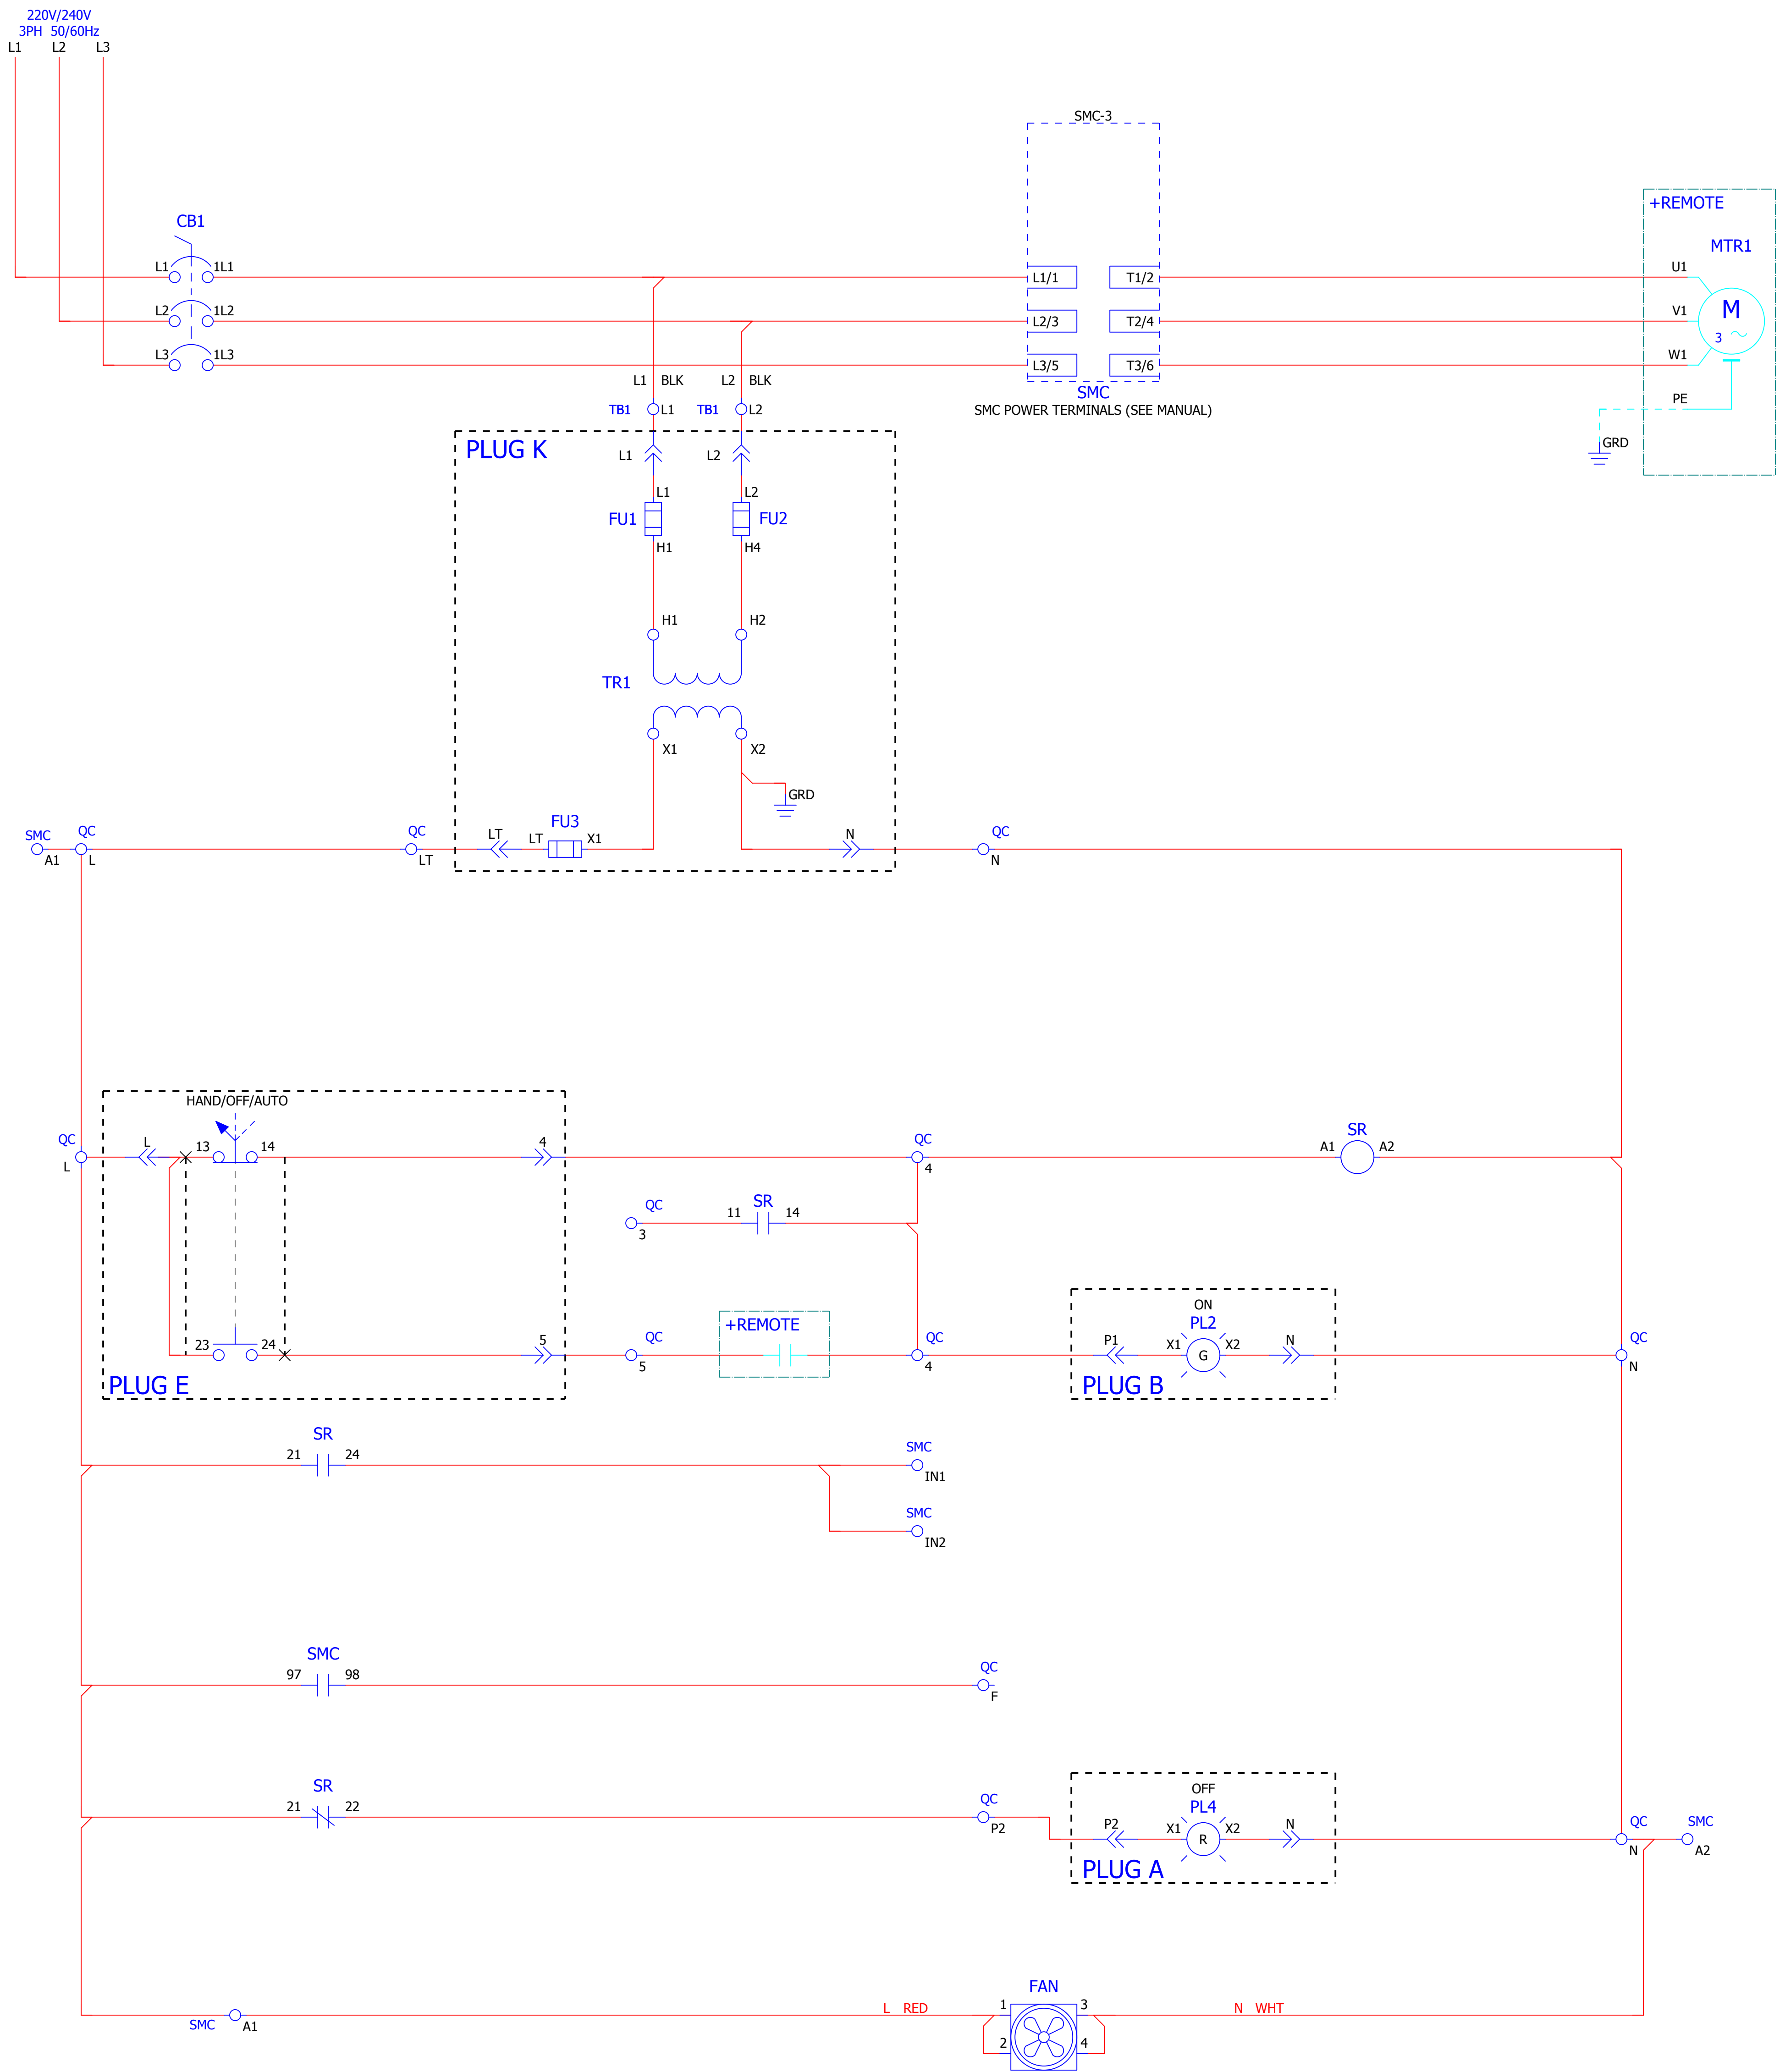 220V/240V
3PH 50/60Hz
L1 L2 L3
SMC-3
+REMOTE
CB1
MTR1
L1 1L1 L1/1 T1/2 U1
L2 1L2 L2/3 T2/4 V1 M
3
L3 1L3 L3/5 T3/6 W1
L1 BLK L2 BLK
SMC
TB1 L1 TB1 L2 SMC POWER TERMINALS (SEE MANUAL)
PE
GRD
PLUG K
L1 L2
L1 L2
FU1 FU2
H1 H4
H1 H2
TR1
X1 X2
GRD
FU3
SMC QC QC LT LT X1 N QC
A1 L LT N
HAND/OFF/AUTO
QC L 13 14 4 QC SR
A1 A2
L 4
QC SR
11 14
3
ON
+REMOTE PL2
23 24 5 QC QC P1 X1 G X2 N QC
5 4 N
PLUG E PLUG B
SR
21 24 SMC
IN1
SMC
IN2
SMC
97 98 QC
F
SR OFF
21 22 QC PL4
P2 P2 X1 R X2 N QC SMC
N A2
PLUG A
FAN
L RED 1 3 N WHT
SMC A1
2 4